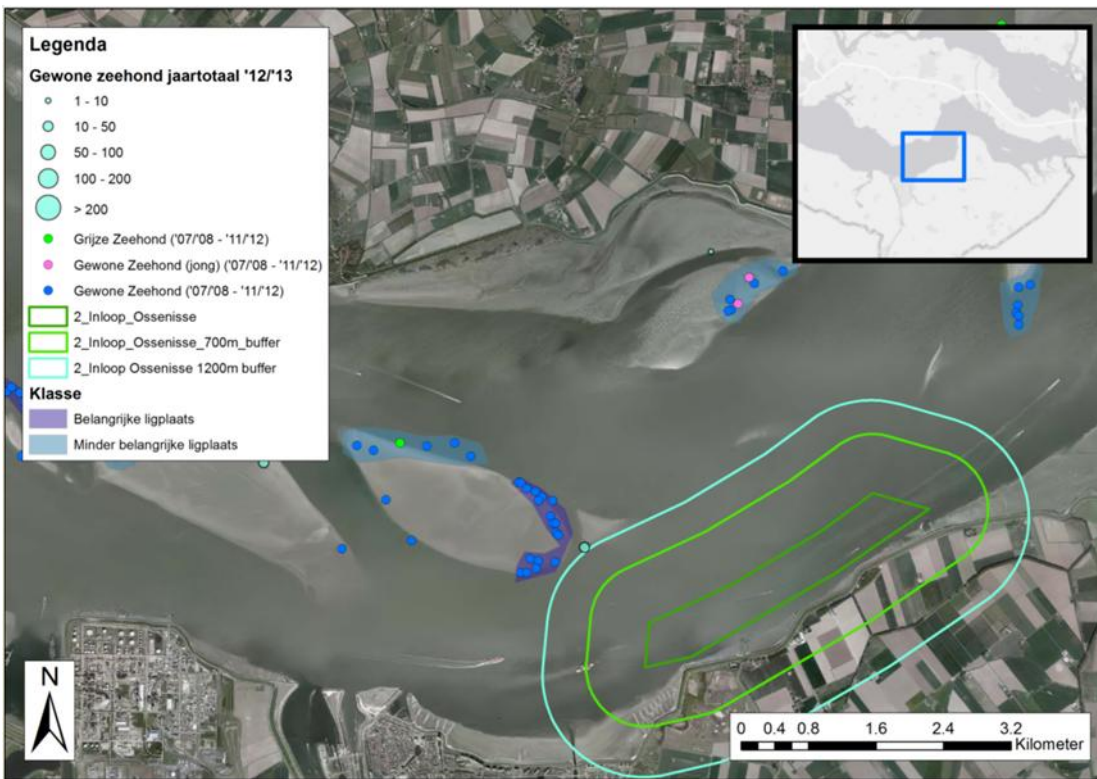 Legenda
Gewone zeehond jaartotaal '12/'13
1 - 10
10 - 50
50 - 100
100 - 200
> 200
Grijze Zeehond ('07/'08 - '11/'12)
Gewone Zeehond (jong) ('07/'08 - '11/'12)
Gewone Zeehond ('07/'08 - '11/'12)
2_Inloop_Ossenisse
2_Inloop_Ossenisse_700m_buffer
2_Inloop Ossenisse 1200m buffer
Klasse
Belangrijke ligplaats
Minder belangrijke ligplaats
N
0 0.4 0.8 1.6 2.4 3.2
Kilometer